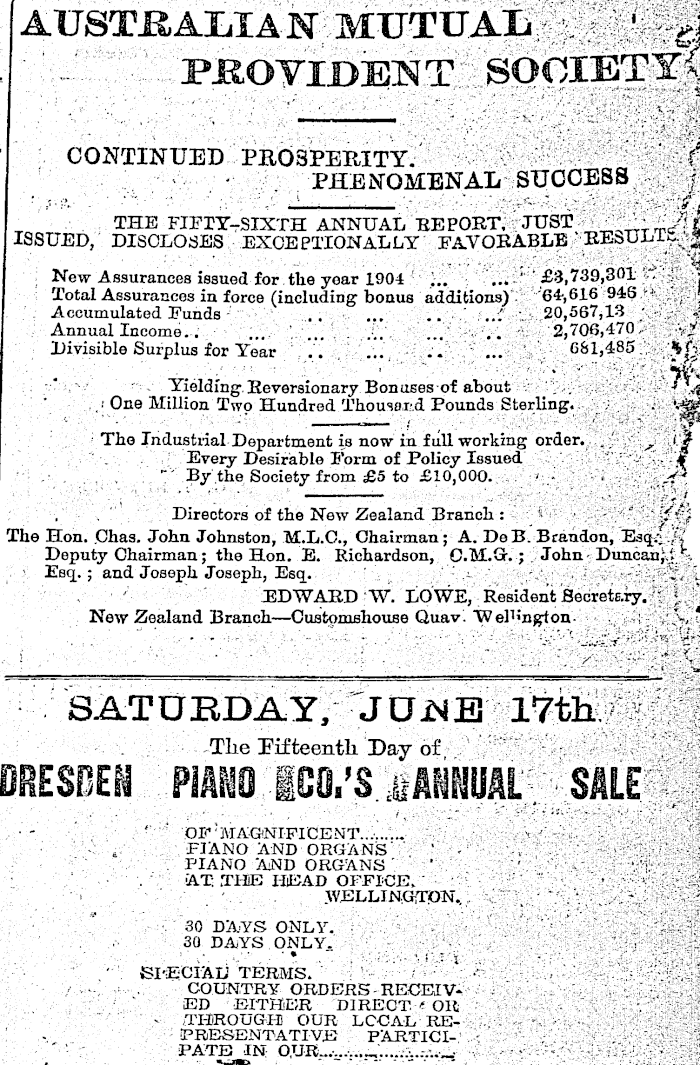 AUSTRALIAN MUTUAL
PROVIDENT SOCIETY
CONTINUED PROSPERITY.
PHENOMENAL SUCCESS
THE FIFTY-SIXTH ANNUAL REPORT, JUST
ISSUED, DISCLOSES EXCEPTIONALLY FAVORABLE RESULTS
New Assurances issued for the year 1904 ... ... £3,739,301
Total Assurances in force (including bonus additions) 64,616 946
Accumulated Funds .. ... .. ... 20,567,13
Annual Income.. ... ... .. .. 2,706,470
Divisible Surplus for Year .. ... .. ... 681,485
Yielding Reversionary Bonuses of about
One Million Two Hundred Thousand Pounds Sterling.
The Industrial Department is now in full working order.
Every Desirable Form of Policy Issued
By the Society from £5 to £10,000.
Directors of the New Zealand Branch :
The Hon. Chas. John Johnston, M.L.C., Chairman ; A. De B. Brandon, Esq.
Deputy Chairman ; the Hon. E. Richardson, C.M.G. ; John Duncan,
Esq. ; and Joseph Joseph, Esq.
EDWARD W. LOWE, Resident Secretary.
New Zealand Branch—Customshouse Quay. Wellington.
SATURDAY, JUNE 17th
The Fifteenth Day of
DRESDEN PIANO CO.'S ANNUAL SALE
OF MAGNIFICENT.........
PIANO AND ORGANS
PIANO AND ORGANS
AT THE HEAD OFFICE,
WELLINGTON.
30 DAYS ONLY.
30 DAYS ONLY.
SPECIAL TERMS.
COUNTRY ORDERS RECEIV-
ED EITHER DIRECT OR
THROUGH OUR LOCAL RE-
PRESENTATIVE PARTICI-
PATE IN OUR....................